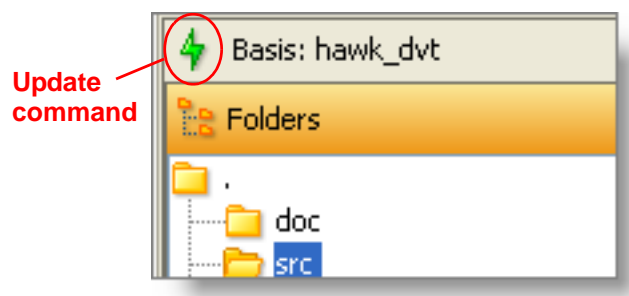 Basis: hawk_dvt
Update
command
Folders
.
doc
src